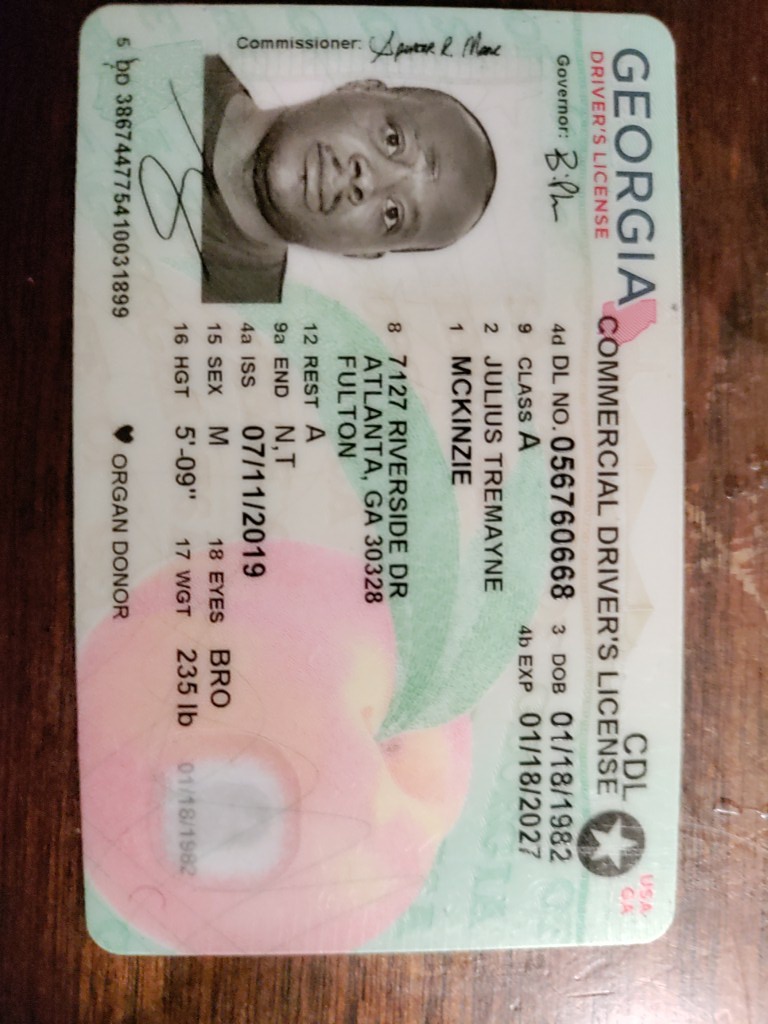 GEORGIA
USA
GA
DRIVER'S LICENSE
COMMERCIAL DRIVER'S LICENSE
CDL
Governor:
4d DL NO. 056760668 3 DOB 01/18/1982
9 CLASS A 4b EXP 01/18/2027
2 JULIUS TREMAYNE
1 MCKINZIE
8 7127 RIVERSIDE DR
ATLANTA, GA 30328
FULTON
12 REST A
9a END N,T
4a ISS 07/11/2019
15 SEX M 18 EYES BRO
16 HGT 5'-09" 17 WGT 235 lb
01/18/1982
Commissioner:
5 DD 386744775410031899
ORGAN DONOR